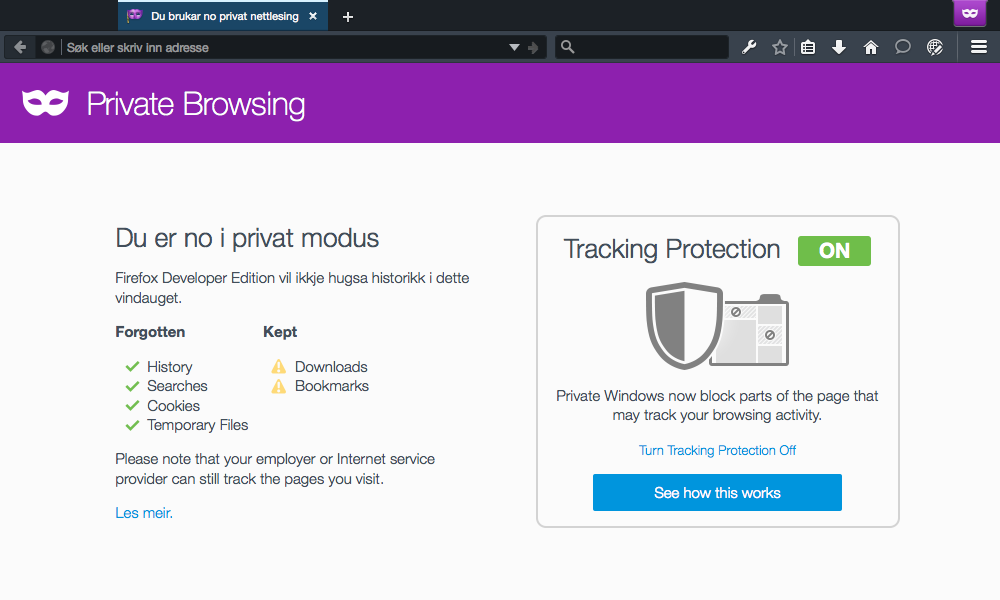 Du brukar no privat nettlesing
Søk eller skriv inn adresse
Private Browsing
Du er no i privat modus
Firefox Developer Edition vil ikkje hugsa historikk i dette
vindauget.
Forgotten
Kept
History
Searches
Cookies
Temporary Files
Downloads
Bookmarks
Please note that your employer or Internet service
provider can still track the pages you visit.
Les meir.
Tracking Protection
ON
Private Windows now block parts of the page that
may track your browsing activity.
Turn Tracking Protection Off
See how this works